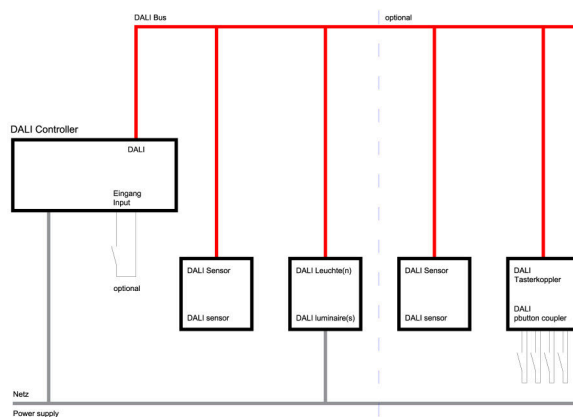 DALI Bus
optional
DALI Controller
DALI
Eingang
Input
optional
DALI Sensor
DALI sensor
DALI Leuchte(n)
DALI luminaire(s)
DALI Sensor
DALI sensor
DALI
Tasterkoppler
DALI
pbutton coupler
Netz
Power supply